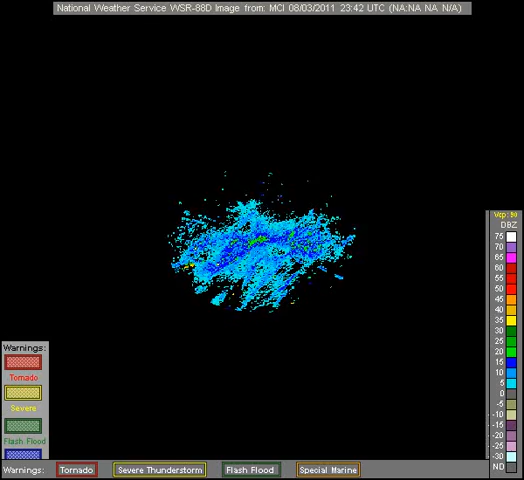 National Weather Service WSR-88D Image from: MCI 08/03/2011 23:42 UTC (NA:NA NA N/A)
Vcp: 90
DBZ
75
70
65
60
55
50
45
40
35
30
25
20
15
10
5
0
-5
-10
-15
-20
-25
-30
ND
Warnings:
Tornado
Severe
Flash Flood
Warnings: Tornado Severe Thunderstorm Flash Flood Special Marine